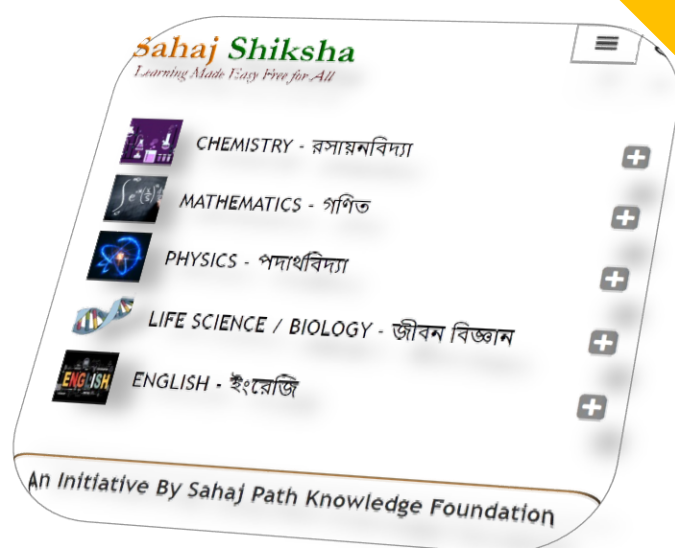 Sahaj Shiksha
Learning Made Easy Free for All
CHEMISTRY - রসায়নবিদ্যা
MATHEMATICS - গণিত
PHYSICS - পদার্থবিদ্যা
LIFE SCIENCE / BIOLOGY - জীবন বিজ্ঞান
ENGLISH
ENGLISH - ইংরেজি
An Initiative By Sahaj Path Knowledge Foundation